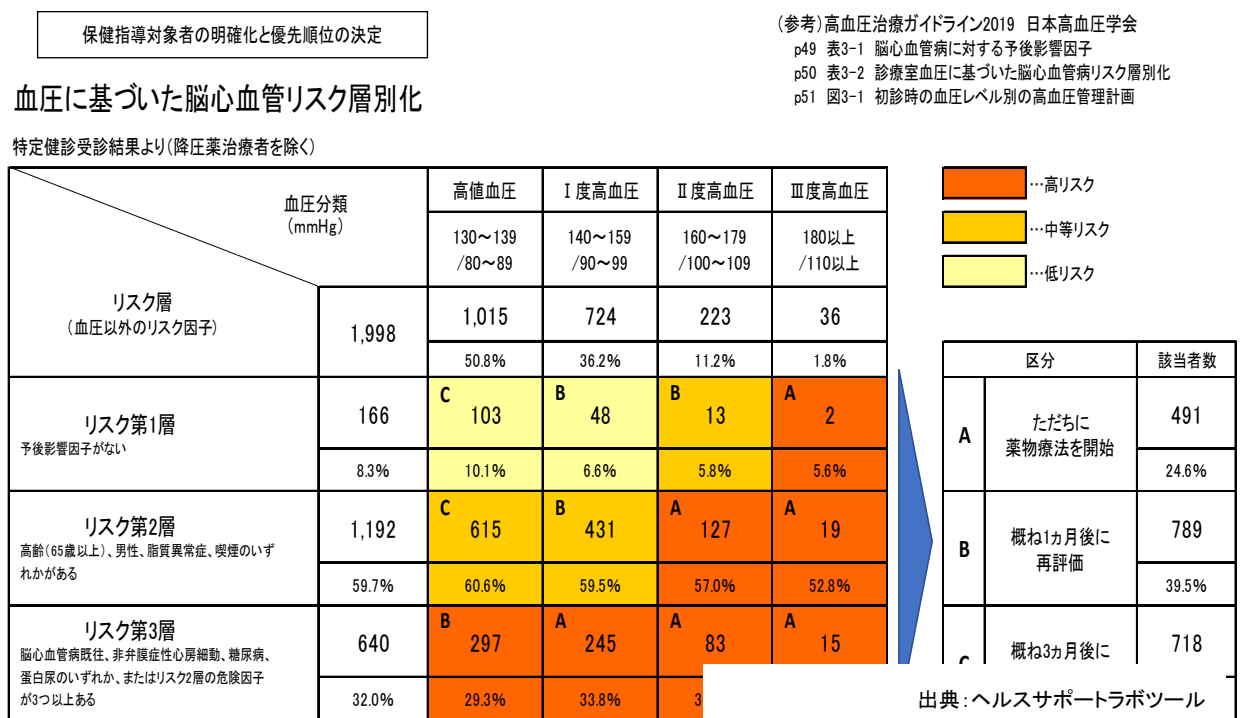 保健指導対象者の明確化と優先順位の決定
(参考)高血圧治療ガイドライン2019 日本高血圧学会
p49 表3-1 脳心血管病に対する予後影響因子
p50 表3-2 診療室血圧に基づいた脳心血管病リスク層別化
p51 図3-1 初診時の血圧レベル別の高血圧管理計画
血圧に基づいた脳心血管リスク層別化
特定健診受診結果より(降圧薬治療者を除く)
血圧分類
(mmHg)
リスク層
(血圧以外のリスク因子)
高値血圧 Ⅰ度高血圧 Ⅱ度高血圧 Ⅲ度高血圧
130~139 140~159 160~179 180以上
/80~89 /90~99 /100~109 /110以上
1,998 1,015 724 223 36
50.8% 36.2% 11.2% 1.8%
リスク第1層
予後影響因子がない
166 C 103 B 48 B 13 A 2
8.3% 10.1% 6.6% 5.8% 5.6%
リスク第2層
高齢(65歳以上)、男性、脂質異常症、喫煙のいず
れかがある
1,192 C 615 B 431 A 127 A 19
59.7% 60.6% 59.5% 57.0% 52.8%
リスク第3層
脳心血管病既往、非弁膜症性心房細動、糖尿病、
蛋白尿のいずれか、またはリスク2層の危険因子
が3つ以上ある
640 B 297 A 245 A 83 A 15
32.0% 29.3% 33.8%
…高リスク
…中等リスク
…低リスク
区分 該当者数
A ただちに
薬物療法を開始
491
24.6%
B 概ね1ヵ月後に
再評価
789
39.5%
概ね3ヵ月後に 718
出典:ヘルスサポートラボツール